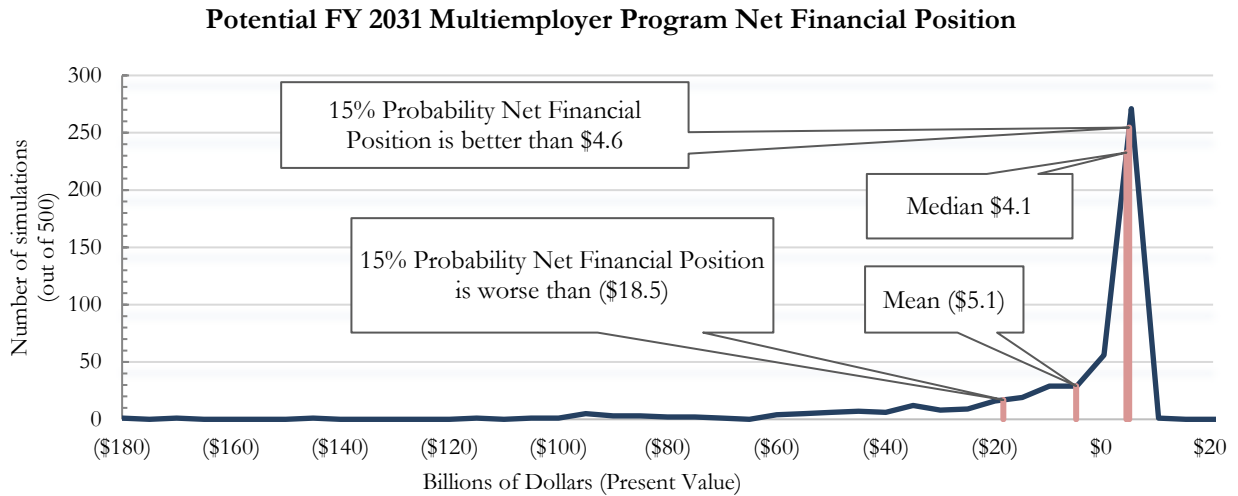 Potential FY 2031 Multiemployer Program Net Financial Position
Number of simulations
(out of 500)
300
250
200
150
100
50
0
15% Probability Net Financial
Position is better than $4.6
Median $4.1
15% Probability Net Financial Position
is worse than ($18.5)
Mean ($5.1)
($180) ($160) ($140) ($120) ($100) ($80) ($60) ($40) ($20) $0 $20
Billions of Dollars (Present Value)